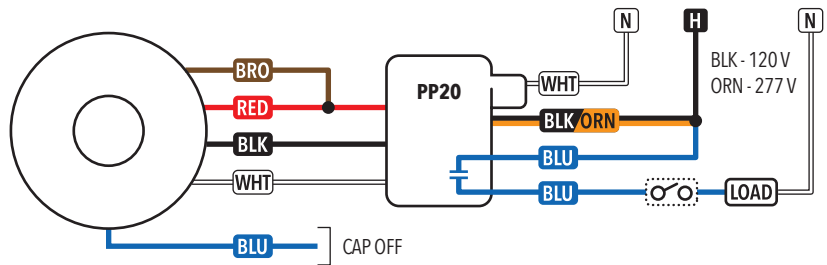 N H N
BLK - 120 V
ORN - 277 V
BRO
PP20
WHT
RED
BLK/ORN
BLK
BLU
WHT
BLU LOAD
BLU CAP OFF